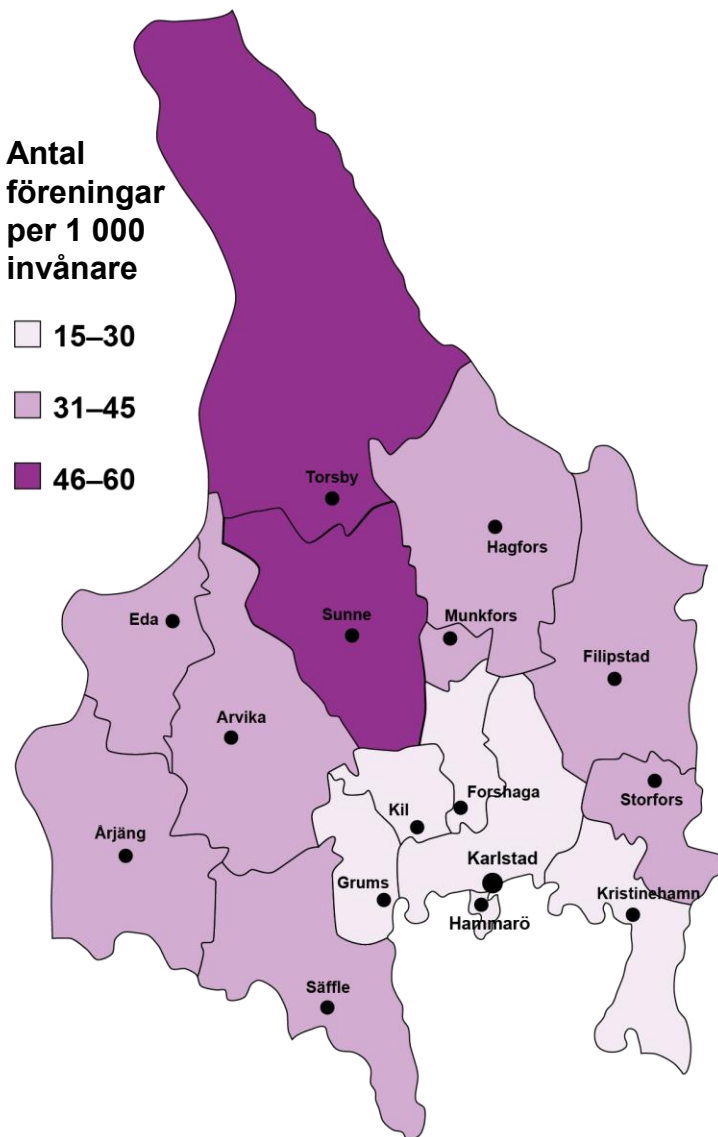 Antal
föreningar
per 1 000
invånare
15–30
31–45
46–60
Torsby
Hagfors
Eda
Sunne
Munkfors
Filipstad
Arvika
Årjäng
Kil
Forshaga
Storfors
Karlstad
Grums
Kristinehamn
Hammarö
Säffle